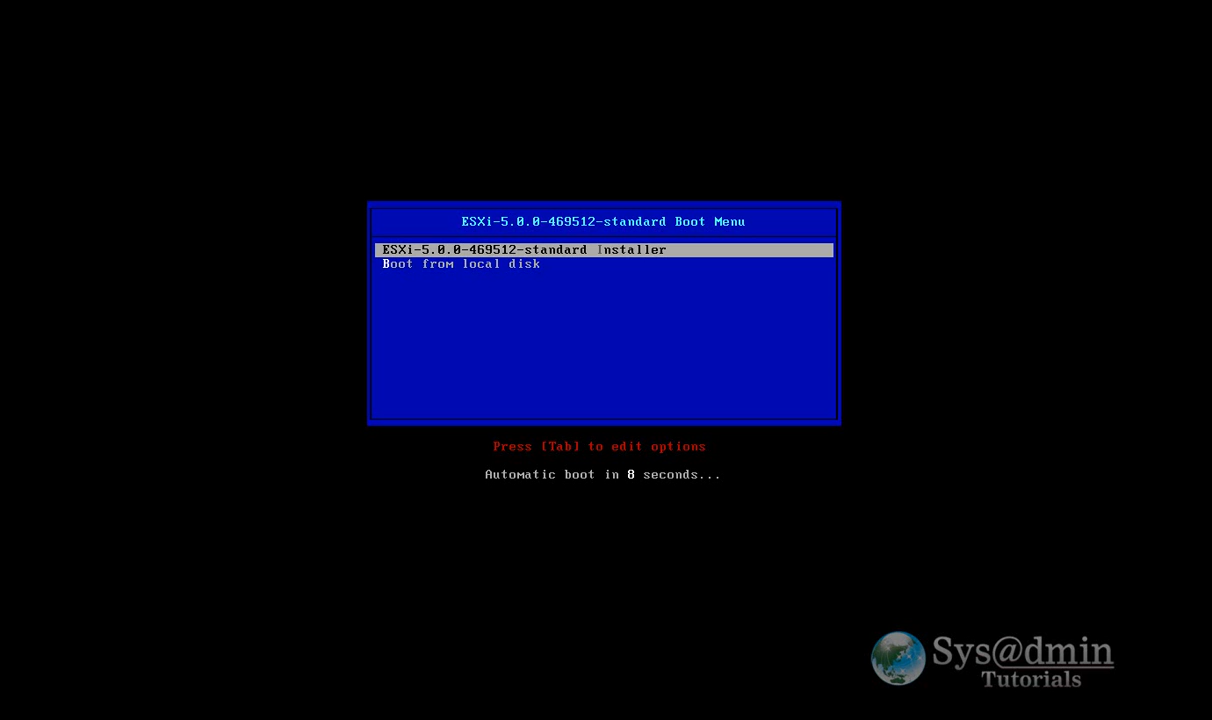 ESXi-5.0.0-469512-standard Boot Menu
ESXi-5.0.0-469512-standard Installer
Boot from local disk
Press [Tab] to edit options
Automatic boot in 8 seconds...
Sys@dmin
Tutorials